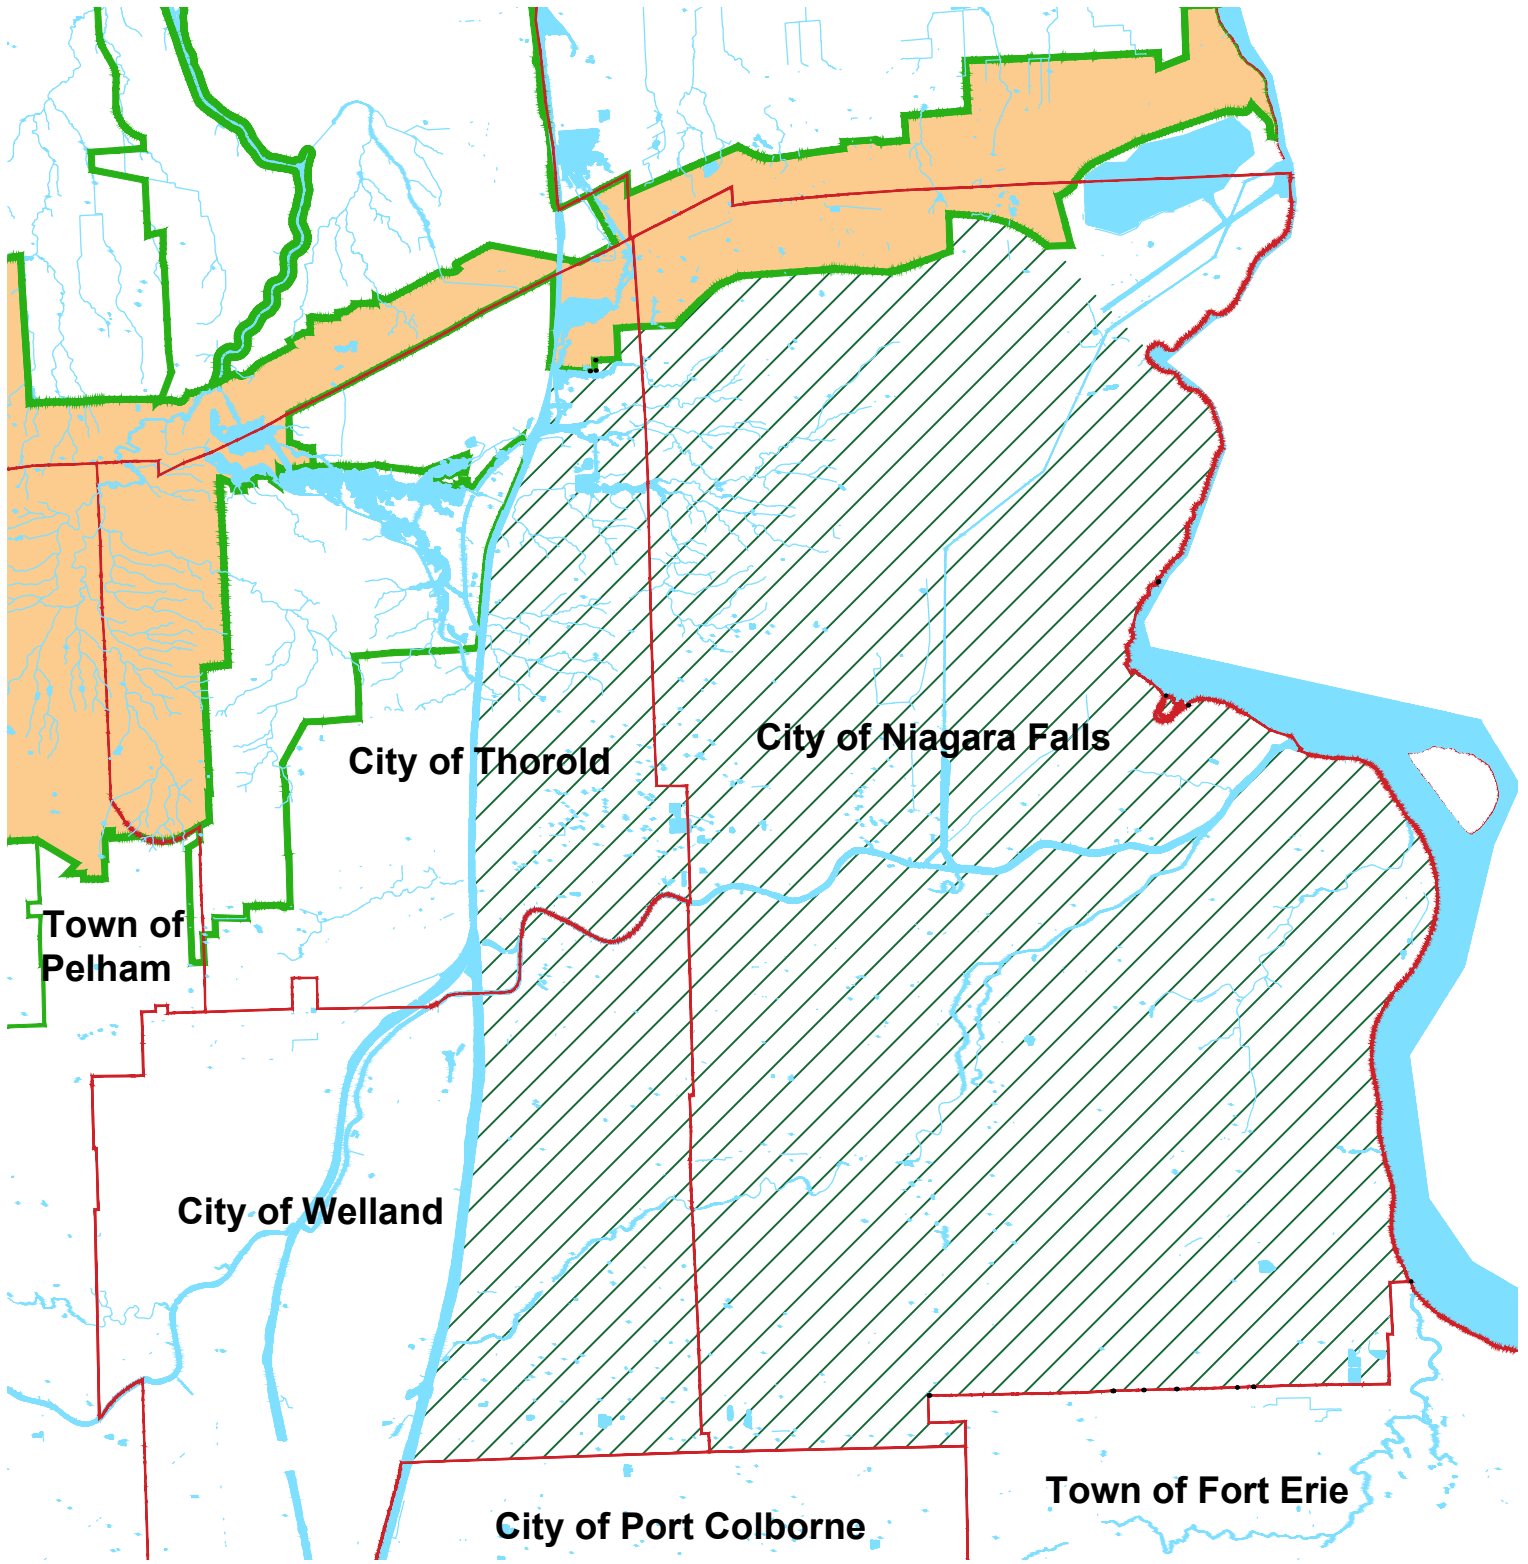 City of Niagara Falls
City of Thorold
Town of
Pelham
City of Welland
Town of Fort Erie
City of Port Colborne